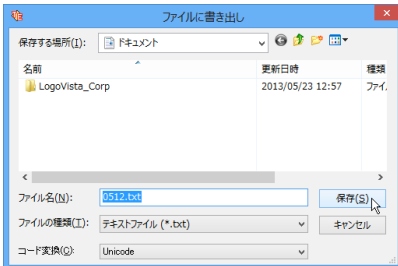 ファイルに書き出し
保存する場所(I): ドキュメント
名前 更新日時 種類
LogoVista_Corp 2013/05/23 12:57 ファイ
ファイル名(N): 0512.txt 保存(S)
ファイルの種類(T): テキストファイル (*.txt) キャンセル
コード変換(C): Unicode